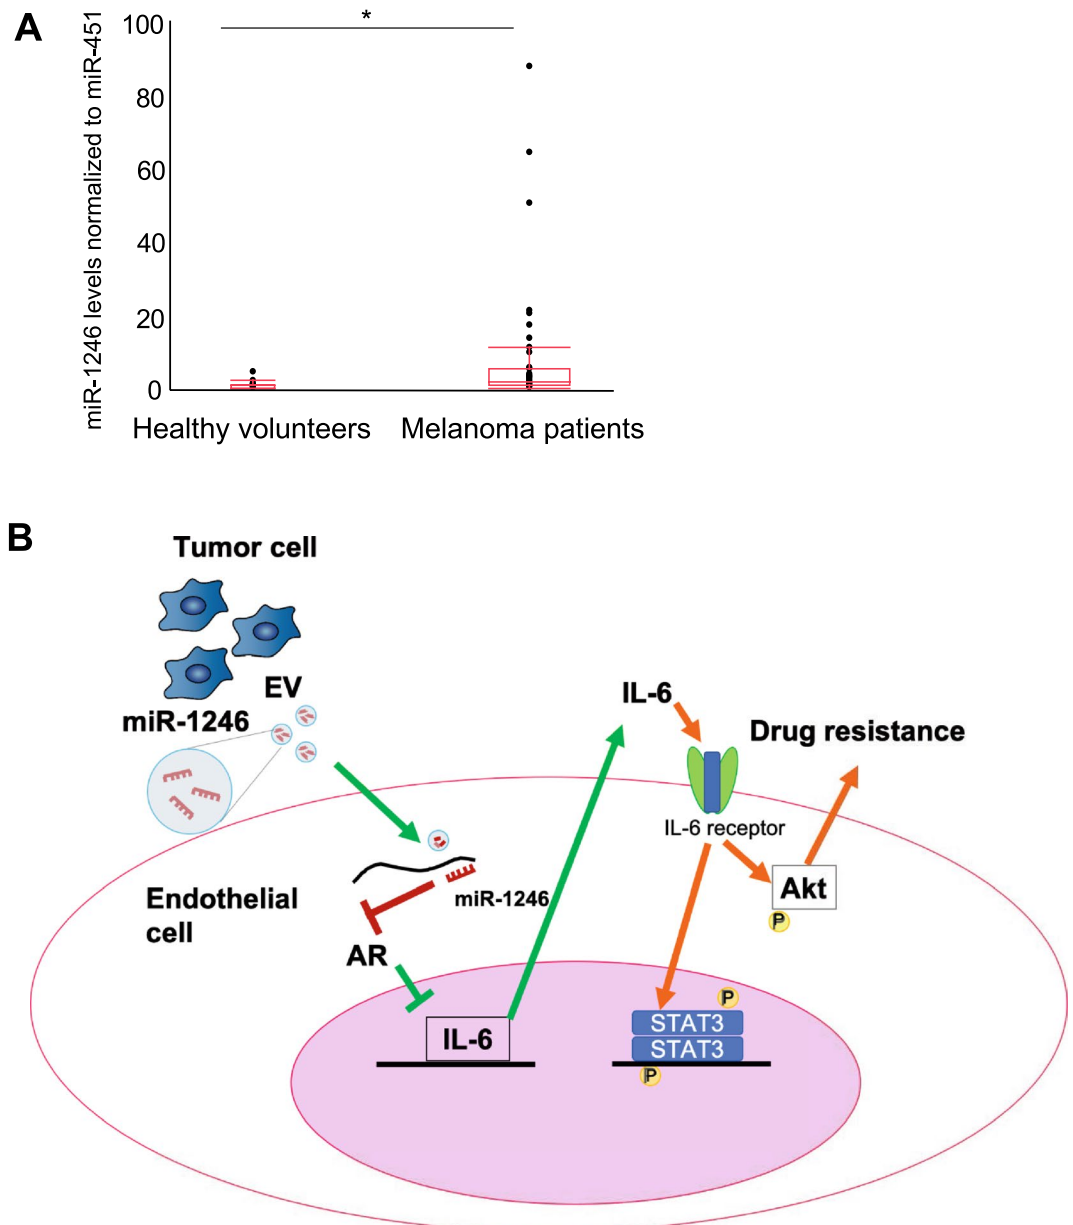 A
*
miR-1246 levels normalized to miR-451
100
80
60
40
20
0
Healthy volunteers
Melanoma patients
B
Tumor cell
EV
miR-1246
IL-6
Drug resistance
IL-6 receptor
Akt
P
Endothelial
cell
miR-1246
AR
IL-6
P
STAT3
STAT3
P